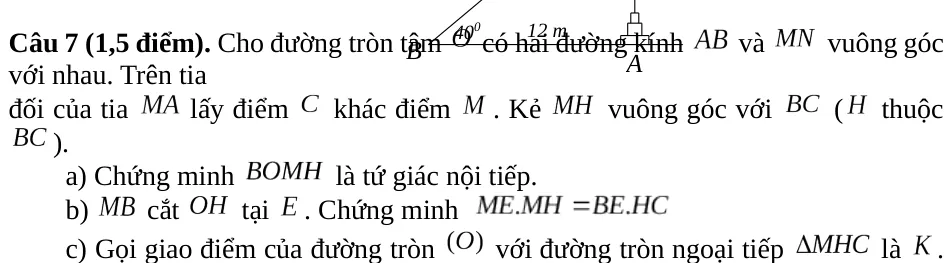 40⁰ 12 m
B A
Câu 7 (1,5 điểm). Cho đường tròn tâm O có hai đường kính AB và MN vuông góc
với nhau. Trên tia
đối của tia MA lấy điểm C khác điểm M . Kẻ MH vuông góc với BC ( H thuộc
BC ).
a) Chứng minh BOMH là tứ giác nội tiếp.
b) MB cắt OH tại E . Chứng minh ME.MH = BE.HC
c) Gọi giao điểm của đường tròn (O) với đường tròn ngoại tiếp ΔMHC là K .